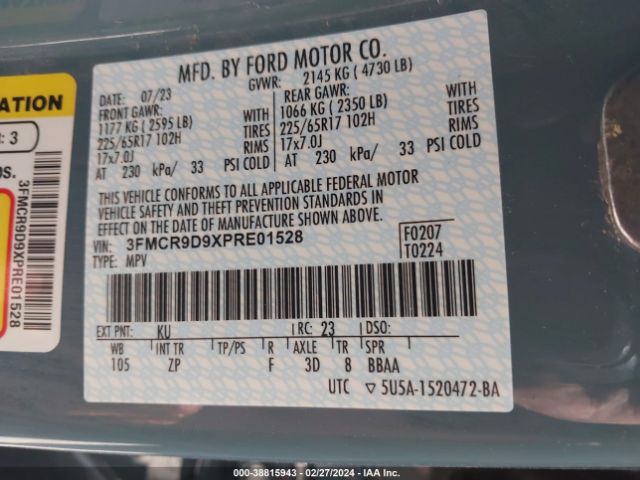 MFD. BY FORD MOTOR CO.
DATE: 07/23 GVWR: 2145 KG ( 4730 LB)
FRONT GAWR: REAR GAWR:
1177 KG ( 2595 LB) WITH 1066 KG ( 2350 LB) WITH
225/65R17 102H TIRES 225/65R17 102H TIRES
17x7.0J RIMS 17x7.0J RIMS
AT 230 kPa/ 33 PSI COLD AT 230 kPa/ 33 PSI COLD
THIS VEHICLE CONFORMS TO ALL APPLICABLE FEDERAL MOTOR
VEHICLE SAFETY AND THEFT PREVENTION STANDARDS IN
EFFECT ON THE DATE OF MANUFACTURE SHOWN ABOVE.
VIN: 3FMCR9D9XPRE01528 F0207
TYPE: MPV T0224
EXT PNT: KU RC: 23 DSO:
WB INT TR TP/PS R AXLE TR SPR
105 ZP F 3D 8 BBAA
UTC ▽ 5U5A-1520472-BA
3
3FMCR9D9XPRE01528
000-38815943 - 02/27/2024 - IAA Inc.